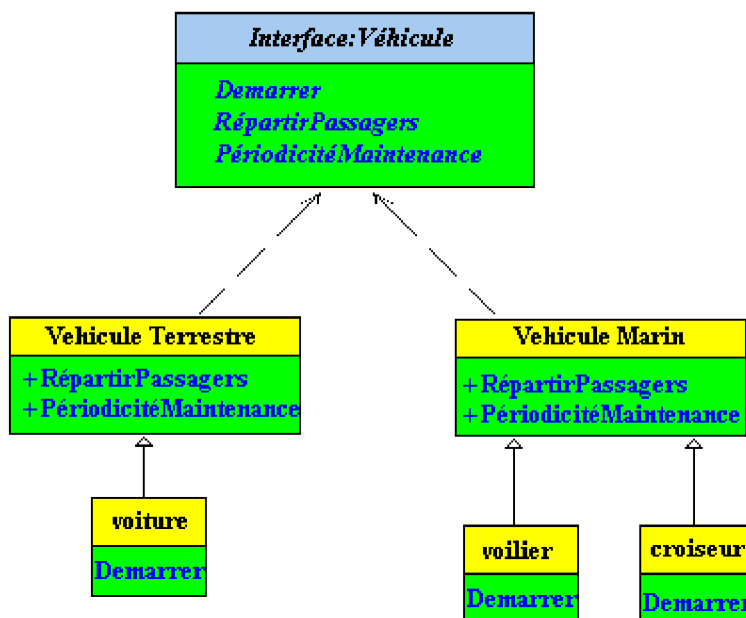 Interface:Véhicule
Demarrer
RépartirPassagers
PériodicitéMaintenance
Vehicule Terrestre
+RépartirPassagers
+PériodicitéMaintenance
Vehicule Marin
+RépartirPassagers
+PériodicitéMaintenance
voiture
Demarrer
voilier
Demarrer
croiseur
Demarrer